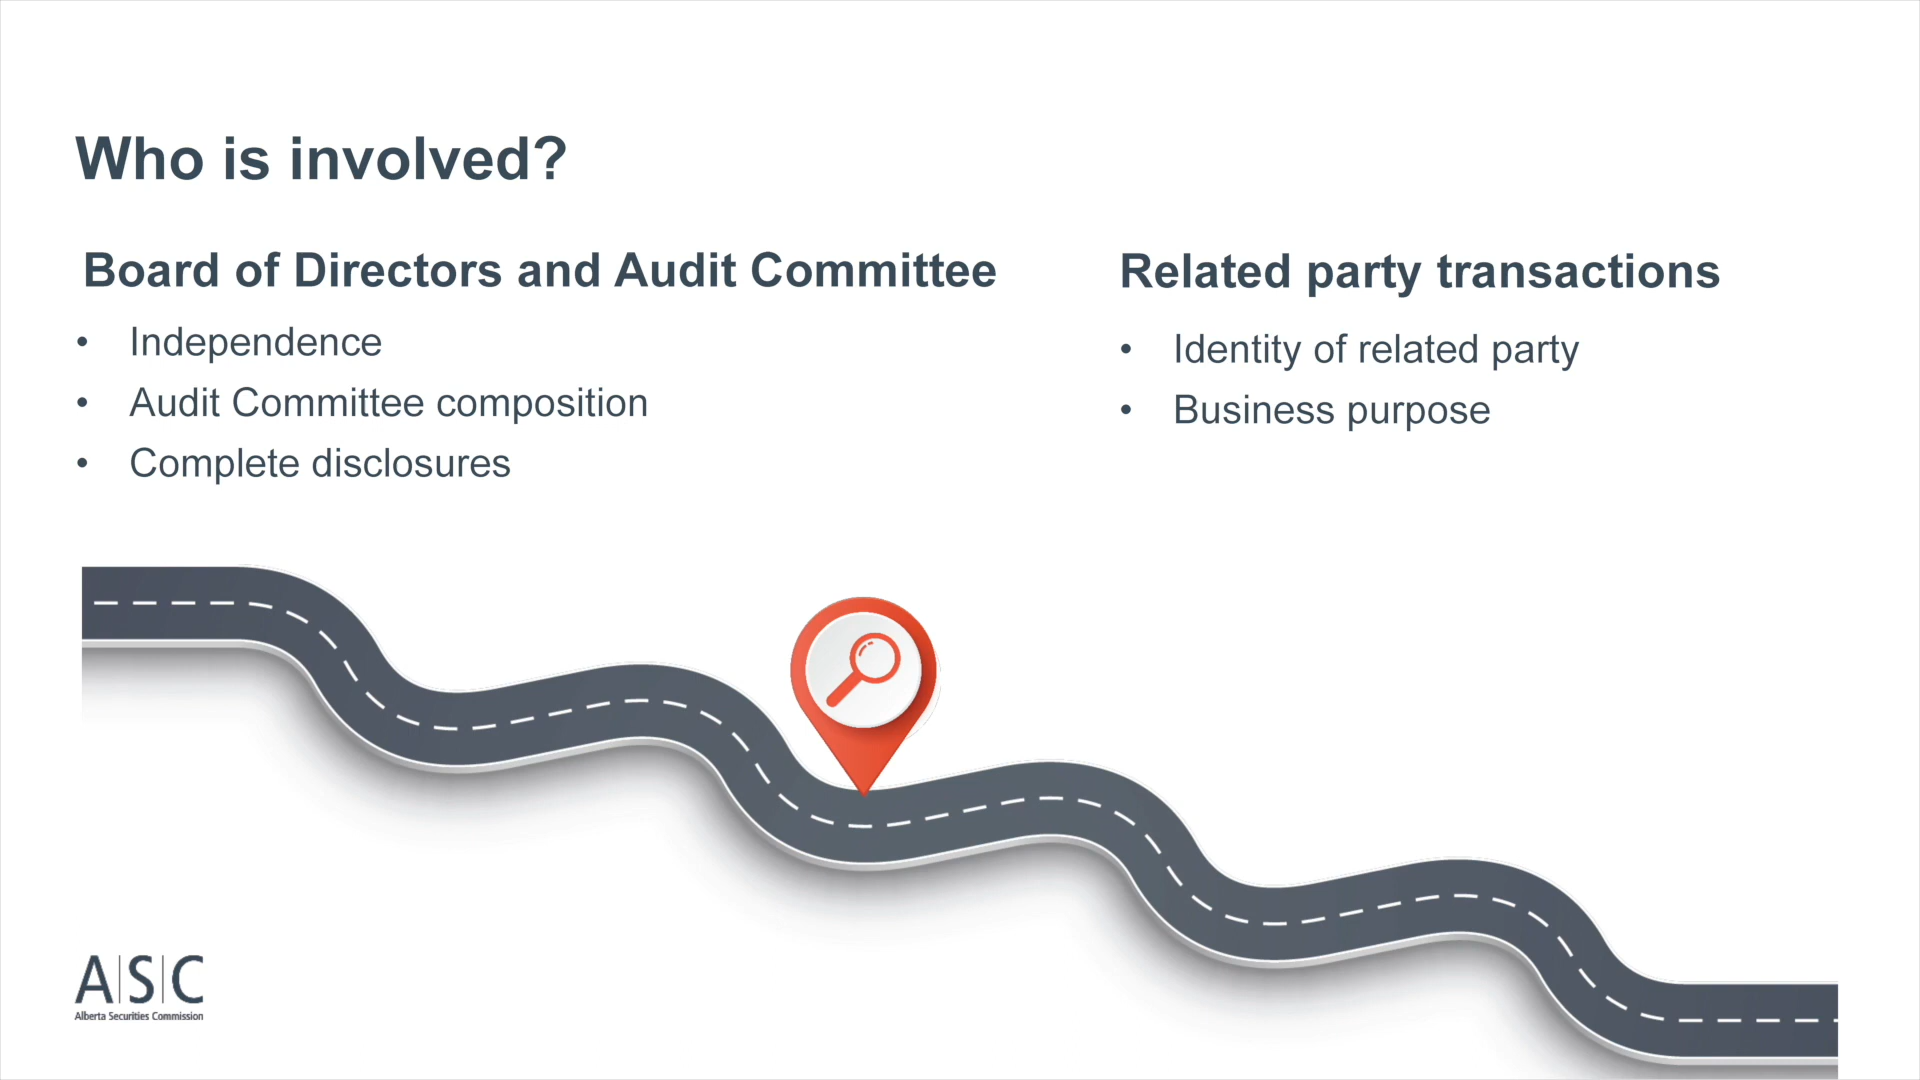 Who is involved?
Board of Directors and Audit Committee
• Independence
• Audit Committee composition
• Complete disclosures
Related party transactions
• Identity of related party
• Business purpose
A|S|C
Alberta Securities Commission